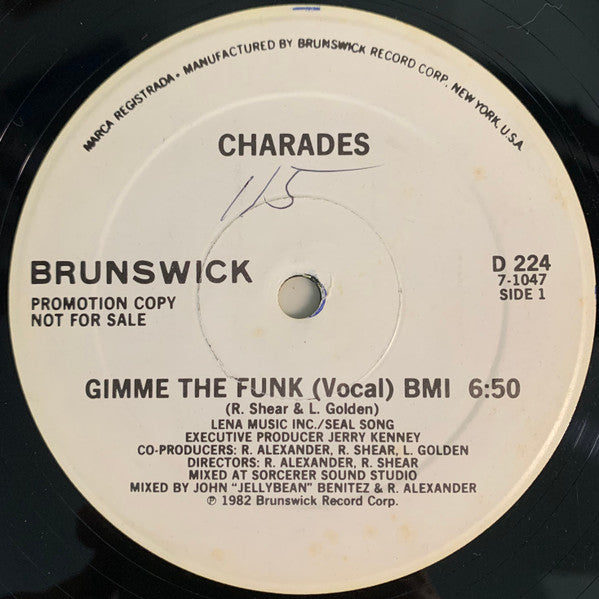 MARCA REGISTRADA • MANUFACTURED BY BRUNSWICK RECORD CORP. NEW YORK, U.S.A.
CHARADES
115
BRUNSWICK
PROMOTION COPY
NOT FOR SALE
D 224
7-1047
SIDE 1
GIMME THE FUNK (Vocal) BMI 6:50
(R. Shear & L. Golden)
LENA MUSIC INC./SEAL SONG
EXECUTIVE PRODUCER JERRY KENNEY
CO-PRODUCERS: R. ALEXANDER, R. SHEAR, L. GOLDEN
DIRECTORS: R. ALEXANDER, R. SHEAR
MIXED AT SORCERER SOUND STUDIO
MIXED BY JOHN "JELLYBEAN" BENITEZ & R. ALEXANDER
℗ 1982 Brunswick Record Corp.